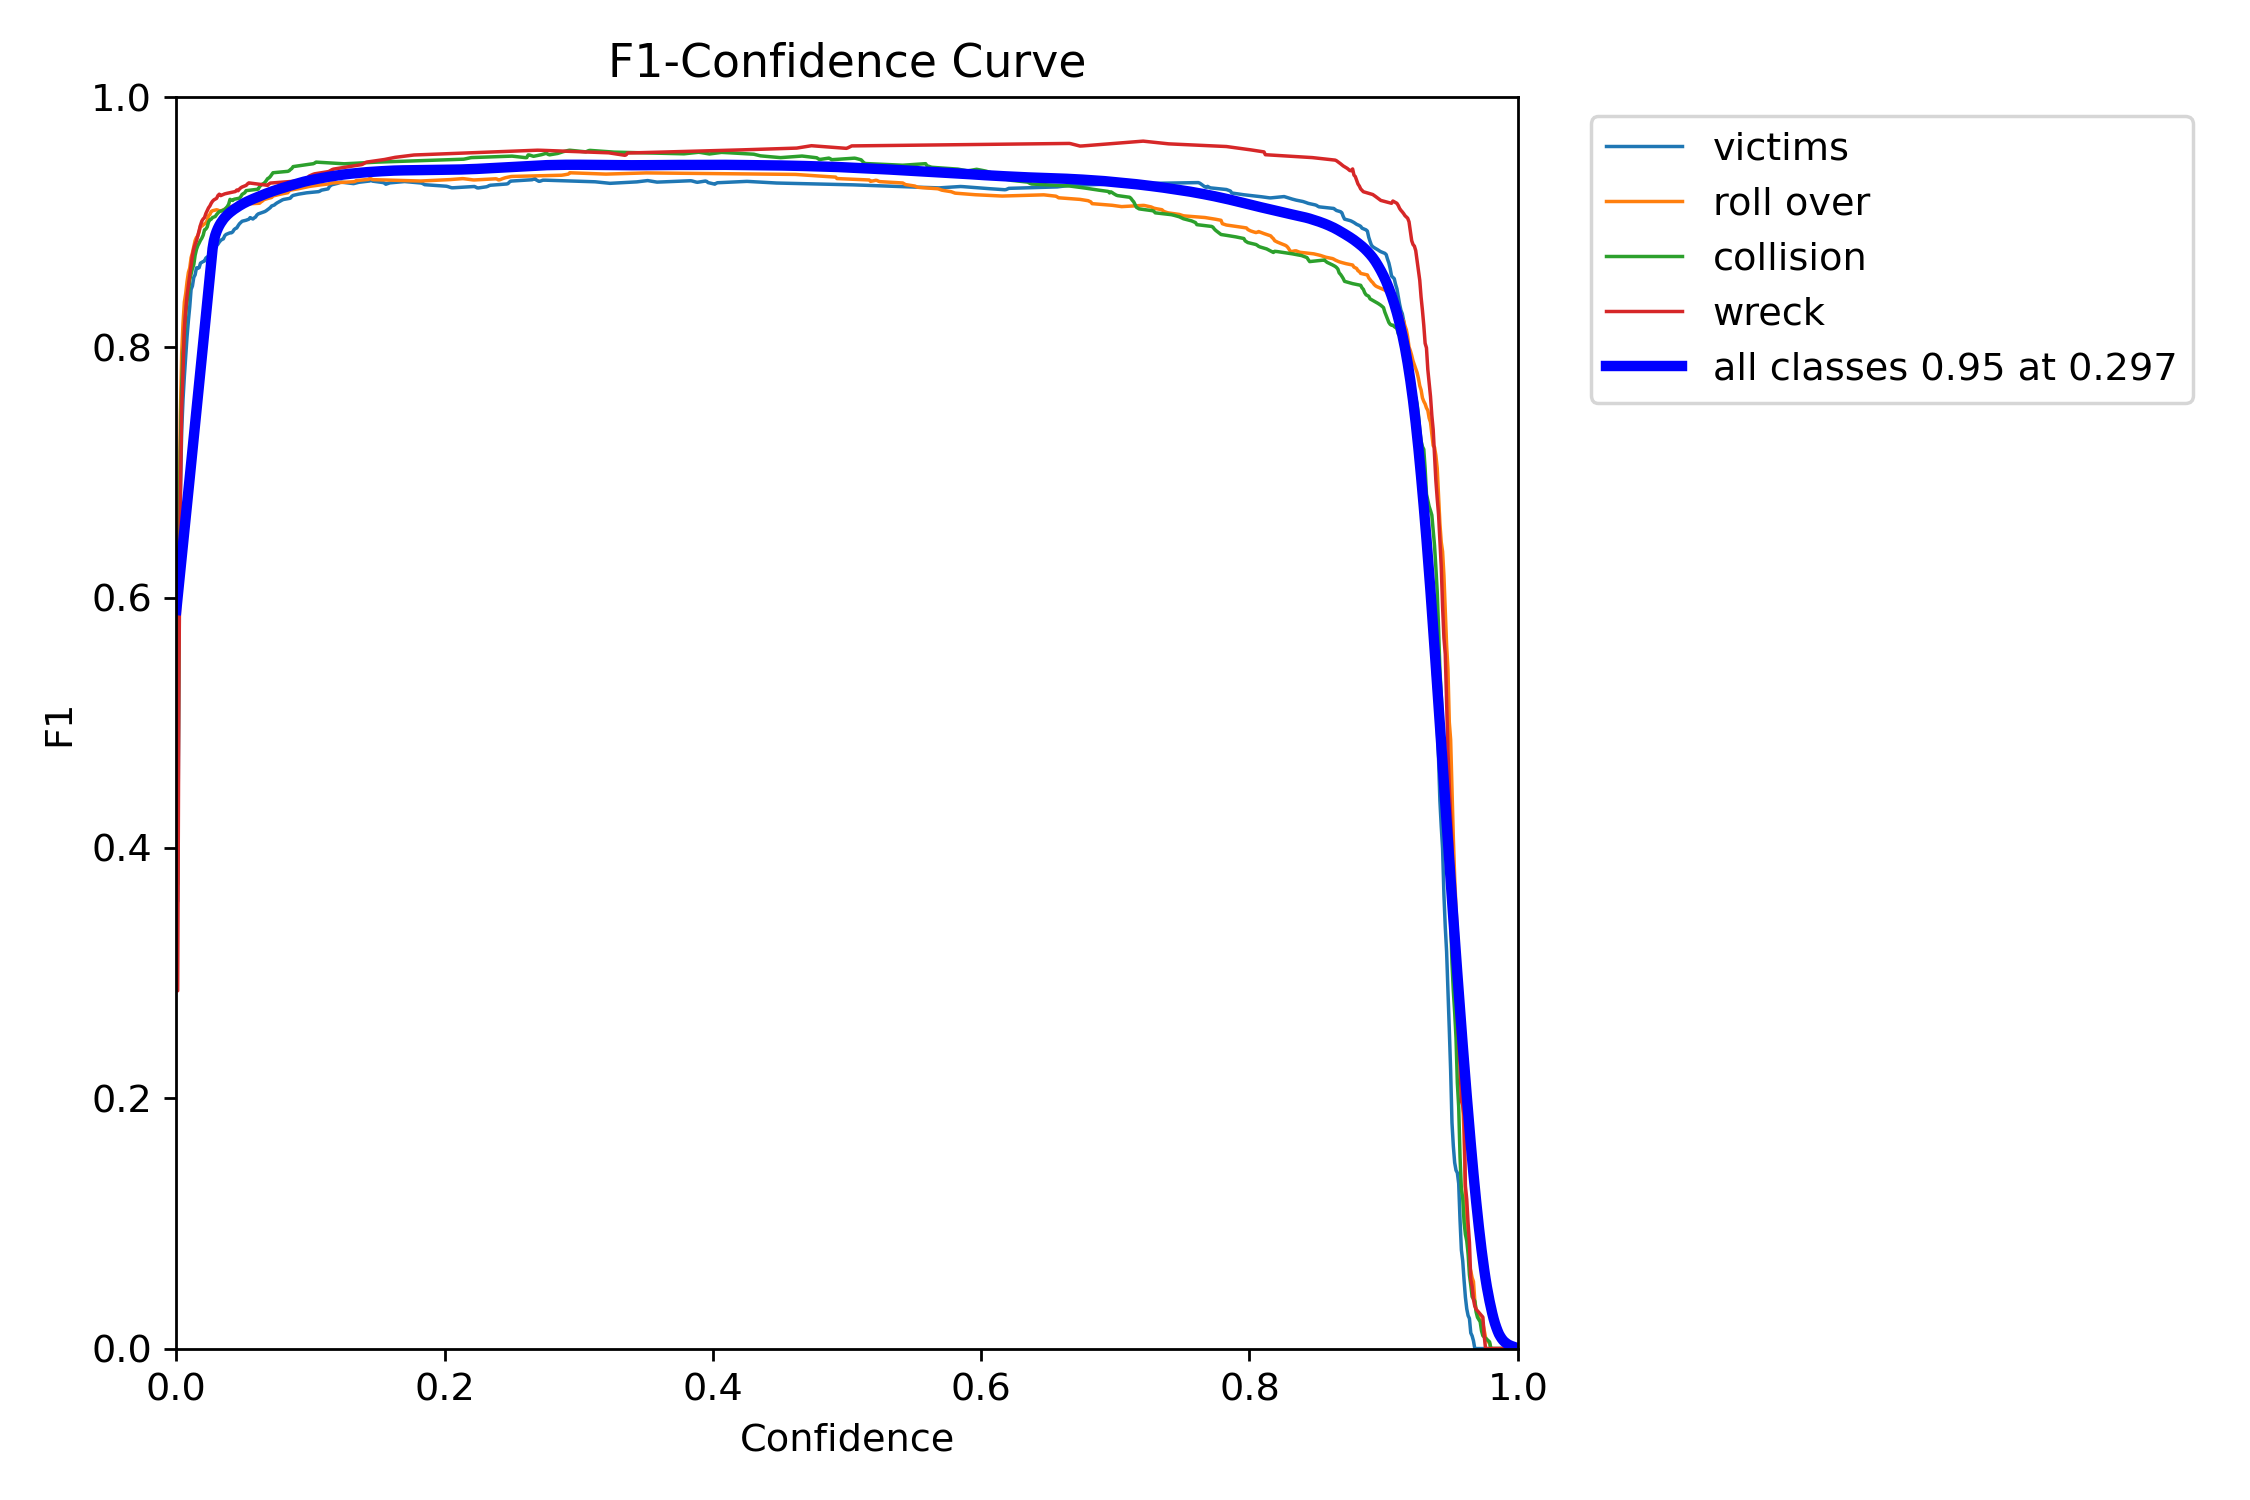 F1-Confidence Curve
1.0
0.8
0.6
0.4
0.2
0.0
F1
0.0 0.2 0.4 0.6 0.8 1.0
Confidence
victims
roll over
collision
wreck
all classes 0.95 at 0.297